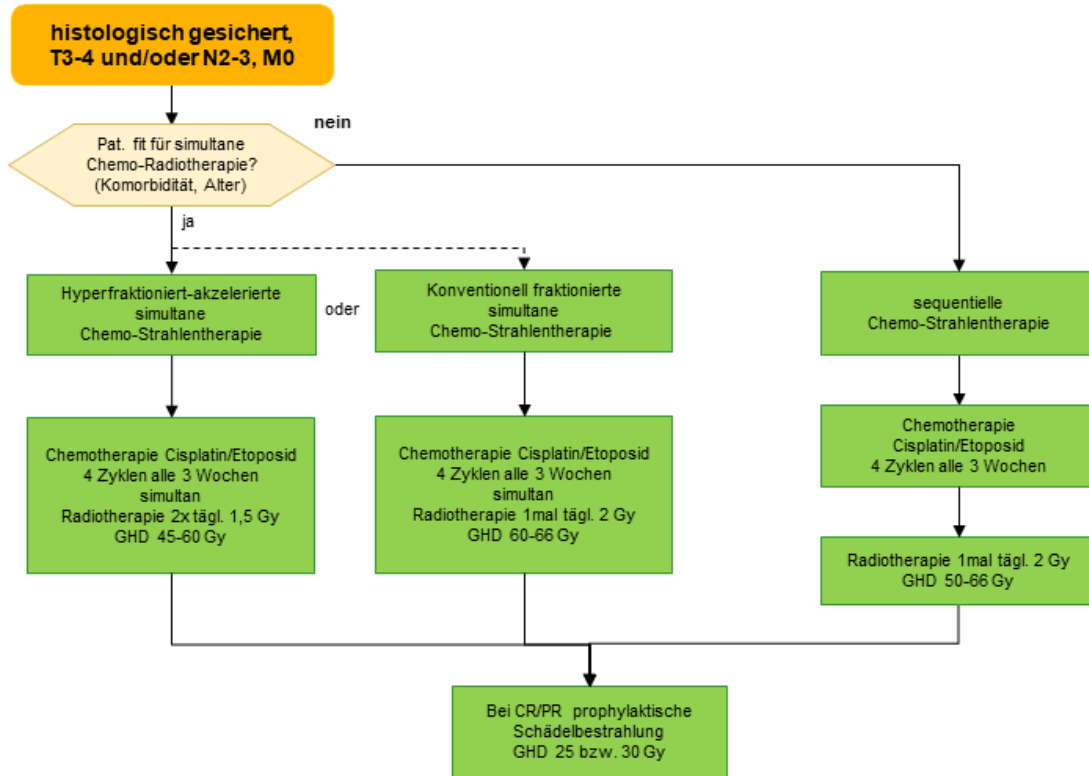 histologisch gesichert,
T3-4 und/oder N2-3, M0
nein
Pat. fit für simultane
Chemo-Radiotherapie?
(Komorbidität, Alter)
ja
Hyperfraktioniert-akzelerierte
simultane
Chemo-Strahlentherapie
oder
Konventionell fraktionierte
simultane
Chemo-Strahlentherapie
sequentielle
Chemo-Strahlentherapie
Chemotherapie Cisplatin/Etoposid
4 Zyklen alle 3 Wochen
simultan
Radiotherapie 2x tägl. 1,5 Gy
GHD 45-60 Gy
Chemotherapie Cisplatin/Etoposid
4 Zyklen alle 3 Wochen
simultan
Radiotherapie 1mal tägl. 2 Gy
GHD 60-66 Gy
Chemotherapie
Cisplatin/Etoposid
4 Zyklen alle 3 Wochen
Radiotherapie 1mal tägl. 2 Gy
GHD 50-66 Gy
Bei CR/PR prophylaktische
Schädelbestrahlung
GHD 25 bzw. 30 Gy